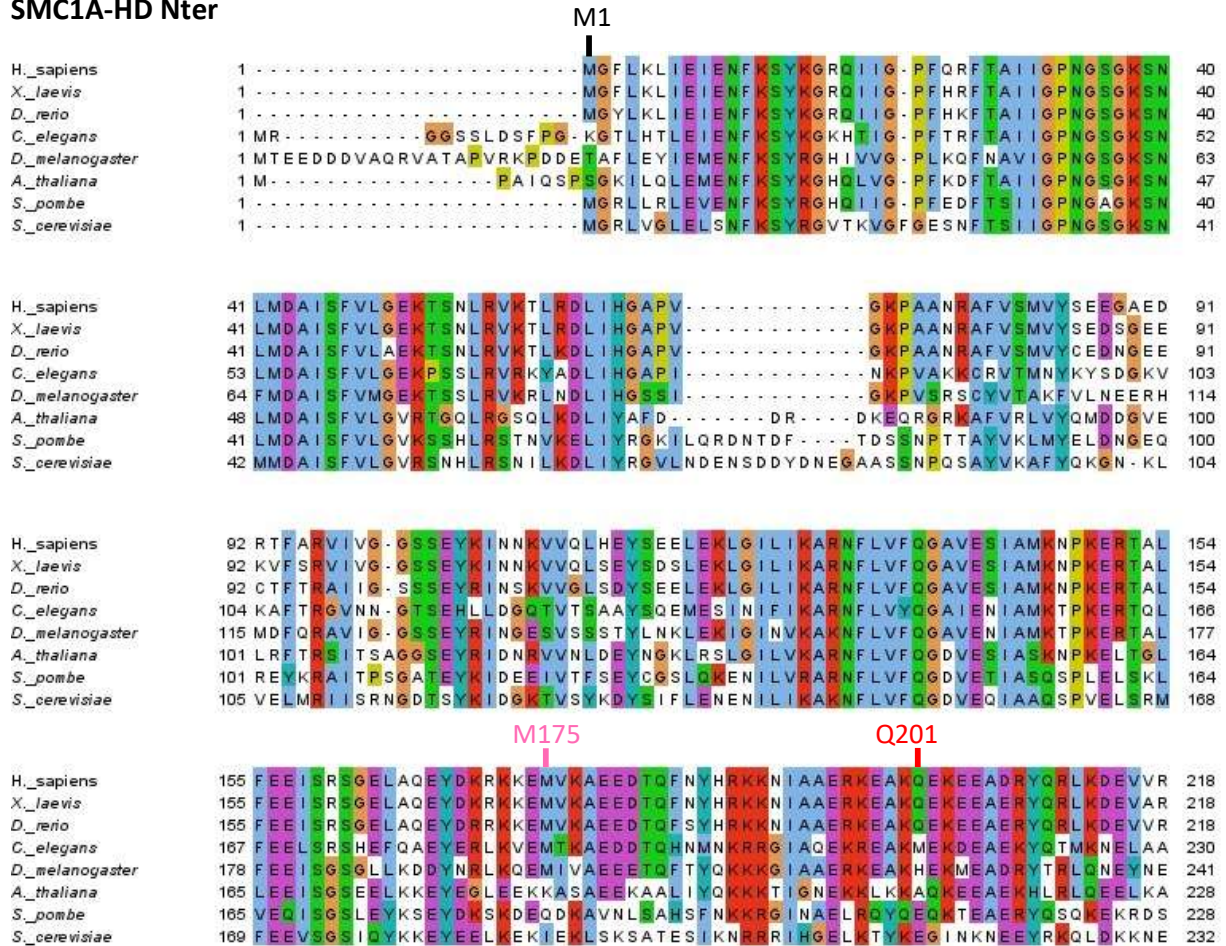 SMC1A-HD Nter
M1
H._sapiens 1 -----------------------MGFLKLIEIENFKSYKGRQIIG-PFQRFTAIIGPNGSGKSN 40
X._laevis 1 -----------------------MGFLKLIEIENFKSYKGRQIIG-PFHRFTAIIGPNGSGKSN 40
D._rerio 1 -----------------------MGYLKLIEIENFKSYKGRQIIG-PFHKFTAIIGPNGSGKSN 40
C._elegans 1 MR----------GGSSLDSFPG-KGTLHTLEIENFKSYKGKHTIG-PFTRFTAIIGPNGSGKSN 52
D._melanogaster 1 MTEEDDDVAQRVATAPVRKPDDETAFLEYIEMENFKSYRGHIVVG-PLKQFNAVIGPNGSGKSN 63
A._thaliana 1 M----------------PAIQSPSGKILQLEMENFKSYKGHQLVG-PFKDFTAIIGPNGSGKSN 47
S._pombe 1 -----------------------MGRLLRLEVENFKSYRGHQIIG-PFEDFTSIIGPNGAGKSN 40
S._cerevisiae 1 -----------------------MGRLVGLELSNFKSYRGVTKVGFGESNFTSIIGPNGSGKSN 41
H._sapiens 41 LMDAISFVLGEKTSNLRVKTLRDLIHGAPV-------------GKPAANRAFVSMVYSEEGAED 91
X._laevis 41 LMDAISFVLGEKTSNLRVKTLRDLIHGAPV-------------GKPAANRAFVSMVYSEDSGEE 91
D._rerio 41 LMDAISFVLAEKTSNLRVKTLKDLIHGAPV-------------GKPAANRAFVSMVYCEDNGEE 91
C._elegans 53 LMDAISFVLGEKPSSLRVRKYADLIHGAPI-------------NKPVAKKCRVTMNYKYSDGKV 103
D._melanogaster 64 FMDAISFVMGEKTSSLRVKRLNDLIHGSSI-------------GKPVSRSCYVTAKFVLNEERH 114
A._thaliana 48 LMDAISFVLGVRTGQLRGSQLKDLIYAFD-------DR----DKEQRGRKAFVRLVYQMDDGVE 100
S._pombe 41 LMDAISFVLGVKSSHLRSTNVKELIYRGKILQRDNTDF----TDSSNPTTAYVKLMYELDNGEQ 100
S._cerevisiae 42 MMDAISFVLGVRSNHLRSNILKDLIYRGVLNDENSDDYDNEGAASSNPQSAYVKAFYQKGN-KL 104
H._sapiens 92 RTFARVIVG-GSSEYKINNKVVQLHEYSEELEKLGILIKARNFLVFQGAVESIAMKNPKERTAL 154
X._laevis 92 KVFSRVIVG-GSSEYKINNKVVQLSEYSDSLEKLGILIKARNFLVFQGAVESIAMKNPKERTAL 154
D._rerio 92 CTFTRAIIG-SSSEYRINSKVVGLSDYSEELEKLGILIKARNFLVFQGAVESIAMKNPKERTAL 154
C._elegans 104 KAFTRGVNN-GTSEHLLDGQTVTSAAYSQEMESINIFIKARNFLVYQGAIENIAMKTPKERTQL 166
D._melanogaster 115 MDFQRAVIG-GSSEYRINGESVSSSTYLNKLEKIGINVKAKNFLVFQGAVENIAMKTPKERTAL 177
A._thaliana 101 LRFTRSITSAGGSEYRIDNRVVNLDEYNGKLRSLGILVKARNFLVFQGDVESIASKNPKELTGL 164
S._pombe 101 REYKRAITPSGATEYKIDEEIVTFSEYCGSLQKENILVRARNFLVFQGDVETIASQSPLELSKL 164
S._cerevisiae 105 VELMRIISRNGDTSYKIDGKTVSYKDYSIFLENENILIKAKNFLVFQGDVEQIAAQSPVELSRM 168
M175 Q201
H._sapiens 155 FEEISRSGELAQEYDKRKKEMVKAEEDTQFNYHRKKNIAAERKEAKQEKEEADRYQRLKDEVVR 218
X._laevis 155 FEEISRSGELAQEYDKRKKEMVKAEEDTQFNYHRKKNIAAERKEAKQEKEEAERYQRLKDEVAR 218
D._rerio 155 FEEISRSGELAQEYDRRKKEMVKAEEDTQFSYHRKKNIAAERKEAKQEKEEAERYQRLKDEVVR 218
C._elegans 167 FEELSRSHEFQAEYERLKVEMTKAEDDTQHNMNKRRGIAQEKREAKMEKDEAEKYQTMKNELAA 230
D._melanogaster 178 FEEISGSGLLKDDYNRLKQEMIVAEEETQFTYQKKKGIAAERKEAKHEKMEADRYTRLQNEYNE 241
A._thaliana 165 LEEISGSEELKKEYEGLEEKKASAEEKAALIYQKKKTIGNEKKLKKAQKEEAEKHLRLQEELKA 228
S._pombe 165 VEQISGSLEYKSEYDKSKDEQDKAVNLSAHSFNKKRGINAELRQYQEQKTEAERYQSQKEKRDS 228
S._cerevisiae 169 FEEVSGSIQYKKEYEELKEKIEKLSKSATESIKNRRRIHGELKTYKEGINKNEEYRKQLDKKNE 232